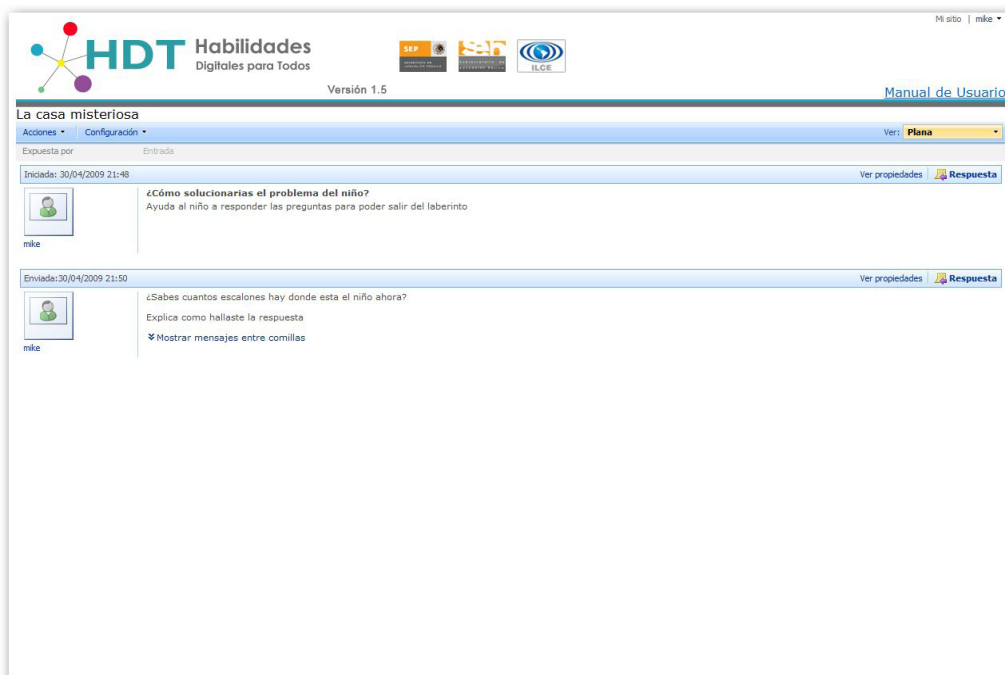 Mi sitio | mike
HDT Habilidades
Digitales para Todos
SEP
seb
ILCE
Versión 1.5
Manual de Usuario
La casa misteriosa
Acciones Configuración Ver: Plana
Expuesta por Entrada
Iniciada: 30/04/2009 21:48 Ver propiedades Respuesta
¿Cómo solucionarias el problema del niño?
Ayuda al niño a responder las preguntas para poder salir del laberinto
mike
Enviada:30/04/2009 21:50 Ver propiedades Respuesta
¿Sabes cuantos escalones hay donde esta el niño ahora?
Explica como hallaste la respuesta
Mostrar mensajes entre comillas
mike